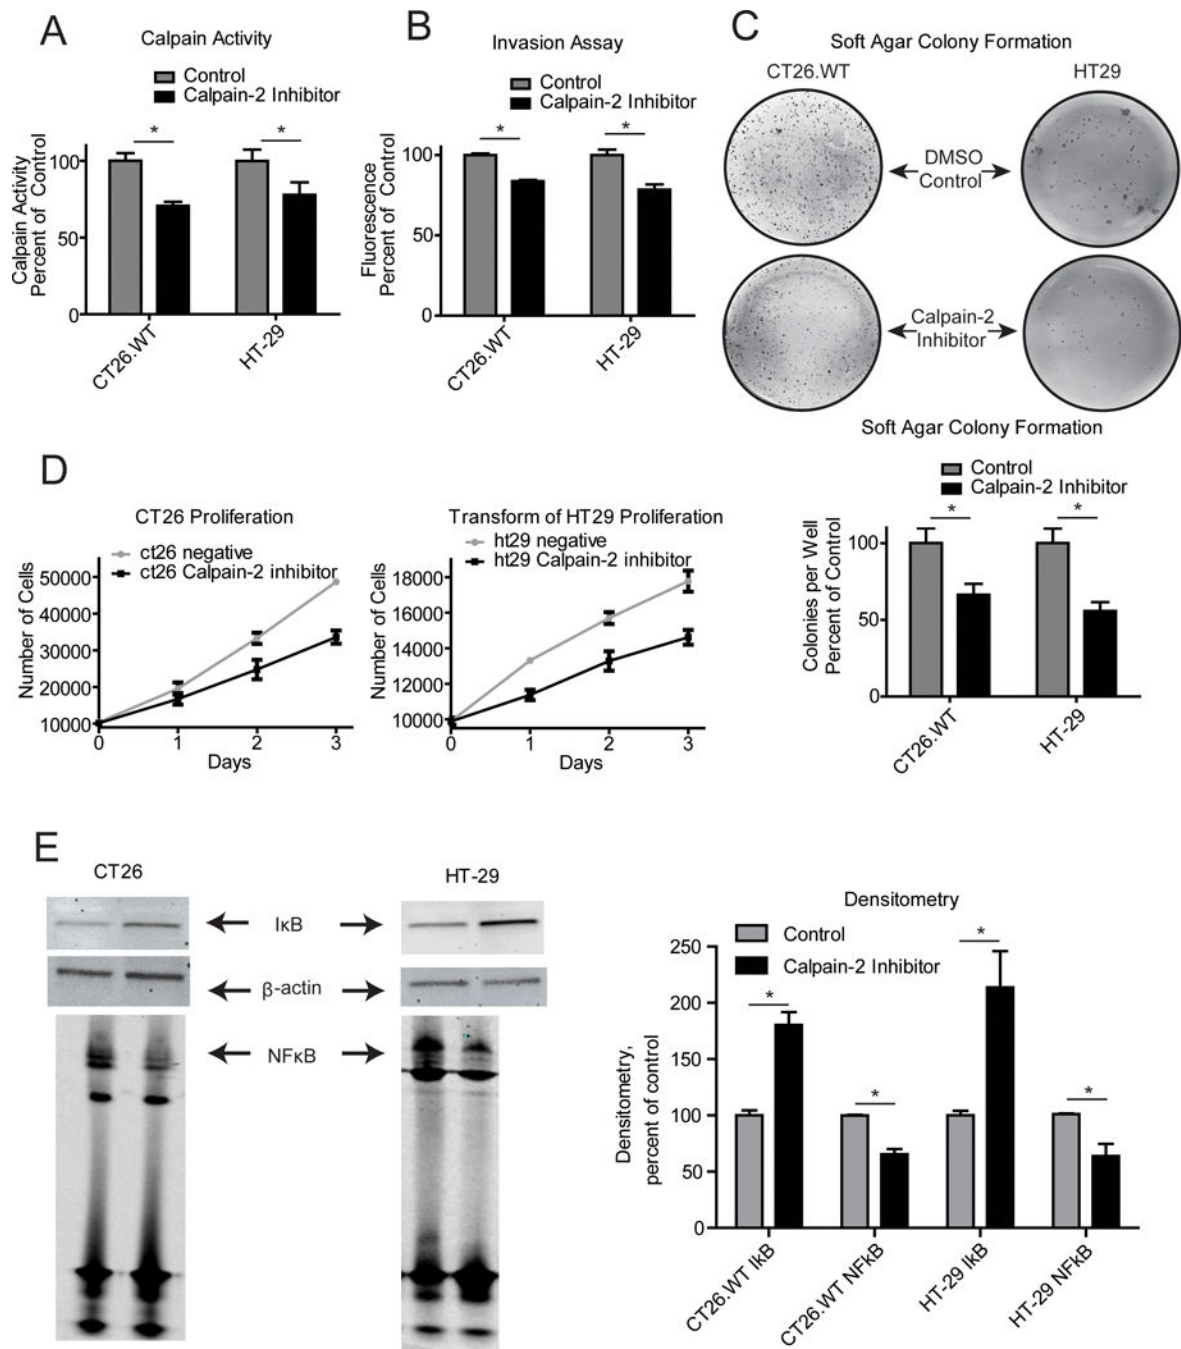 A
Calpain Activity
Control
Calpain-2 Inhibitor
*
*
100
50
0
Calpain Activity
Percent of Control
CT26.WT
HT-29
B
Invasion Assay
Control
Calpain-2 Inhibitor
*
*
100
50
0
Fluorescence
Percent of Control
CT26.WT
HT-29
C
Soft Agar Colony Formation
CT26.WT
HT29
DMSO
Control
Calpain-2
Inhibitor
Soft Agar Colony Formation
Control
Calpain-2 Inhibitor
*
*
100
50
0
Colonies per Well
Percent of Control
CT26.WT
HT-29
D
CT26 Proliferation
ct26 negative
ct26 Calpain-2 inhibitor
50000
40000
30000
20000
10000
Number of Cells
0
1
2
3
Days
Transform of HT29 Proliferation
ht29 negative
ht29 Calpain-2 inhibitor
18000
16000
14000
12000
10000
Number of Cells
0
1
2
3
Days
E
CT26
HT-29
IκB
β-actin
NFκB
Densitometry
Control
Calpain-2 Inhibitor
*
*
*
*
250
200
150
100
50
0
Densitometry,
percent of control
CT26.WT IkB
CT26.WT NFkB
HT-29 IkB
HT-29 NFkB